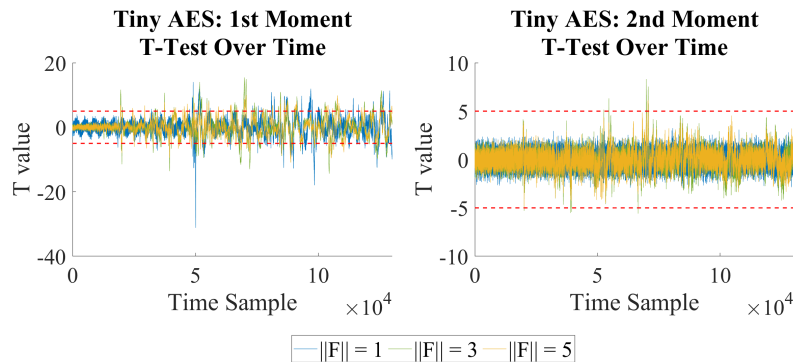 Tiny AES: 1st Moment
T-Test Over Time
20
0
-20
-40
T value
0
5
10
Time Sample
×10^4
Tiny AES: 2nd Moment
T-Test Over Time
10
5
0
-5
-10
T value
0
5
10
Time Sample
×10^4
||F|| = 1
||F|| = 3
||F|| = 5